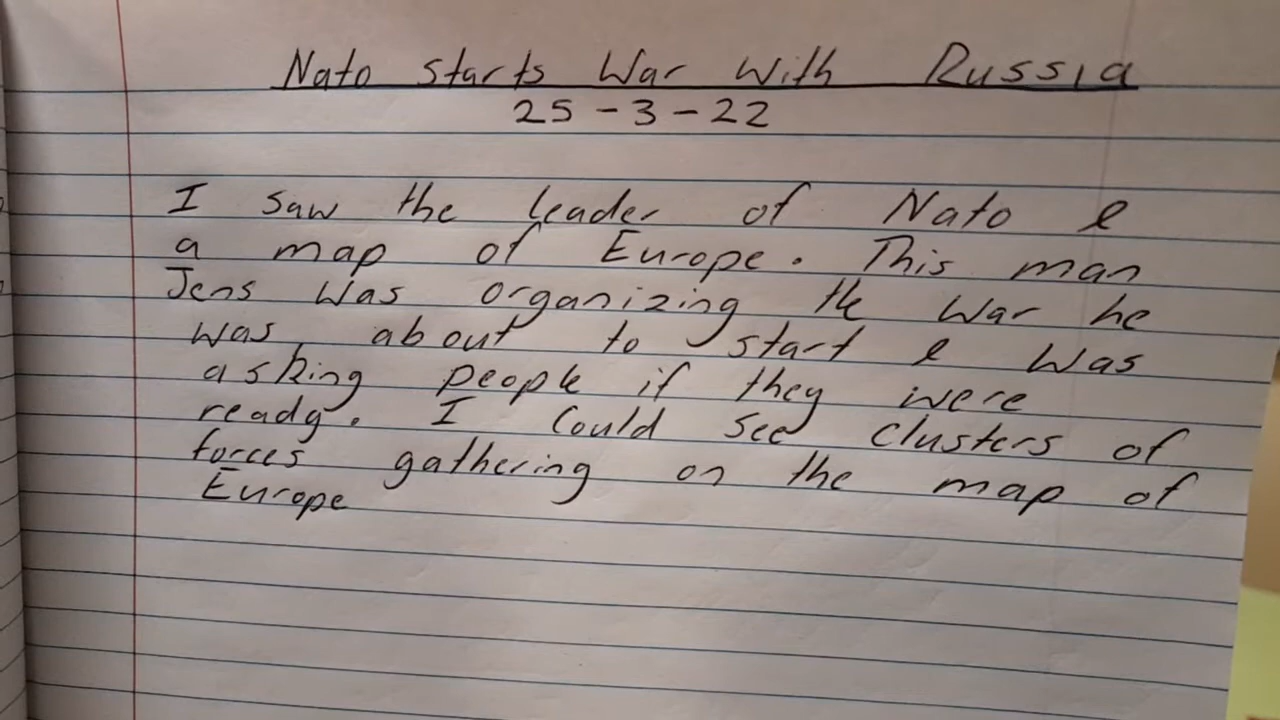 Nato starts War With Russia
25-3-22
I saw the leader of Nato &
a map of Europe. This man
Jens was organizing the war he
was about to start & was
asking people if they were
ready. I could see clusters of
forces gathering on the map of
Europe